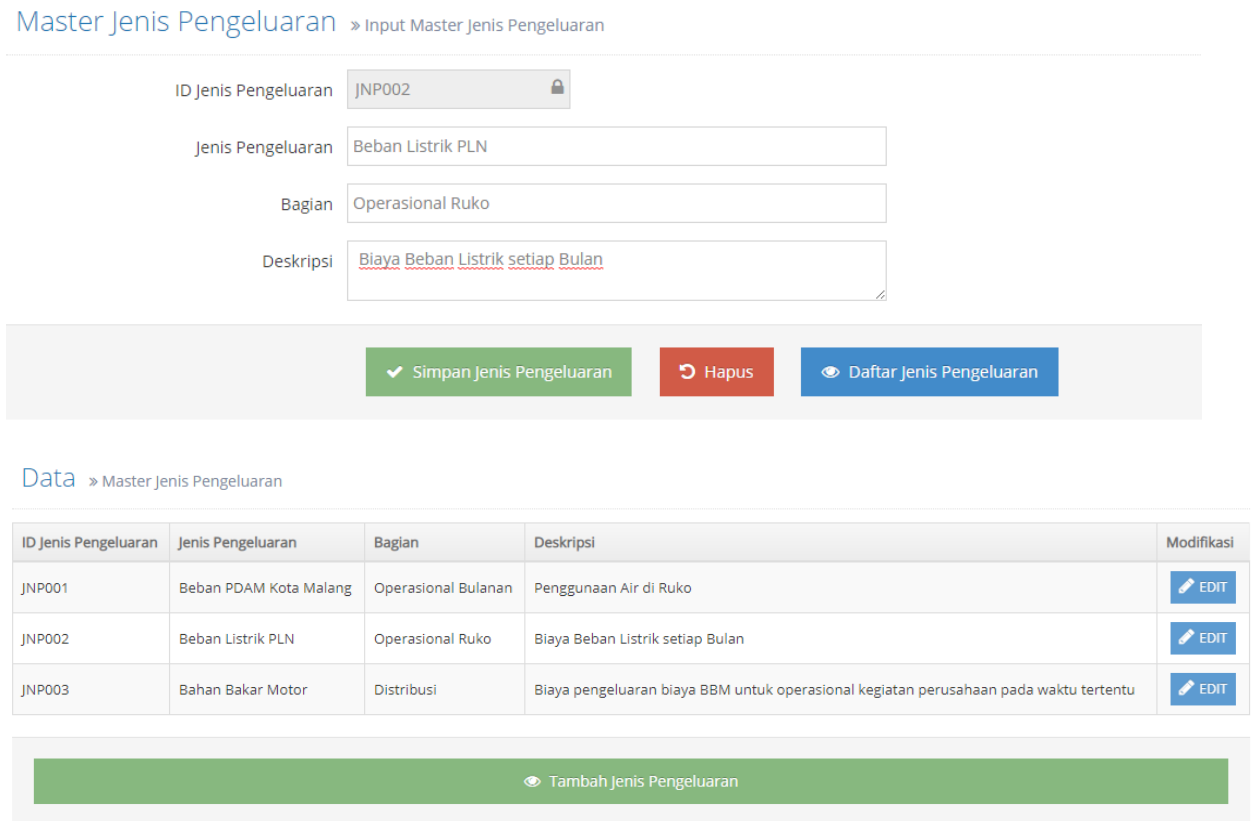 Master Jenis Pengeluaran » Input Master Jenis Pengeluaran
ID Jenis Pengeluaran JNP002
Jenis Pengeluaran Beban Listrik PLN
Bagian Operasional Ruko
Deskripsi Biaya Beban Listrik setiap Bulan
Simpan Jenis Pengeluaran Hapus Daftar Jenis Pengeluaran
Data » Master Jenis Pengeluaran
ID Jenis Pengeluaran Jenis Pengeluaran Bagian Deskripsi Modifikasi
JNP001 Beban PDAM Kota Malang Operasional Bulanan Penggunaan Air di Ruko EDIT
JNP002 Beban Listrik PLN Operasional Ruko Biaya Beban Listrik setiap Bulan EDIT
JNP003 Bahan Bakar Motor Distribusi Biaya pengeluaran biaya BBM untuk operasional kegiatan perusahaan pada waktu tertentu EDIT
Tambah Jenis Pengeluaran